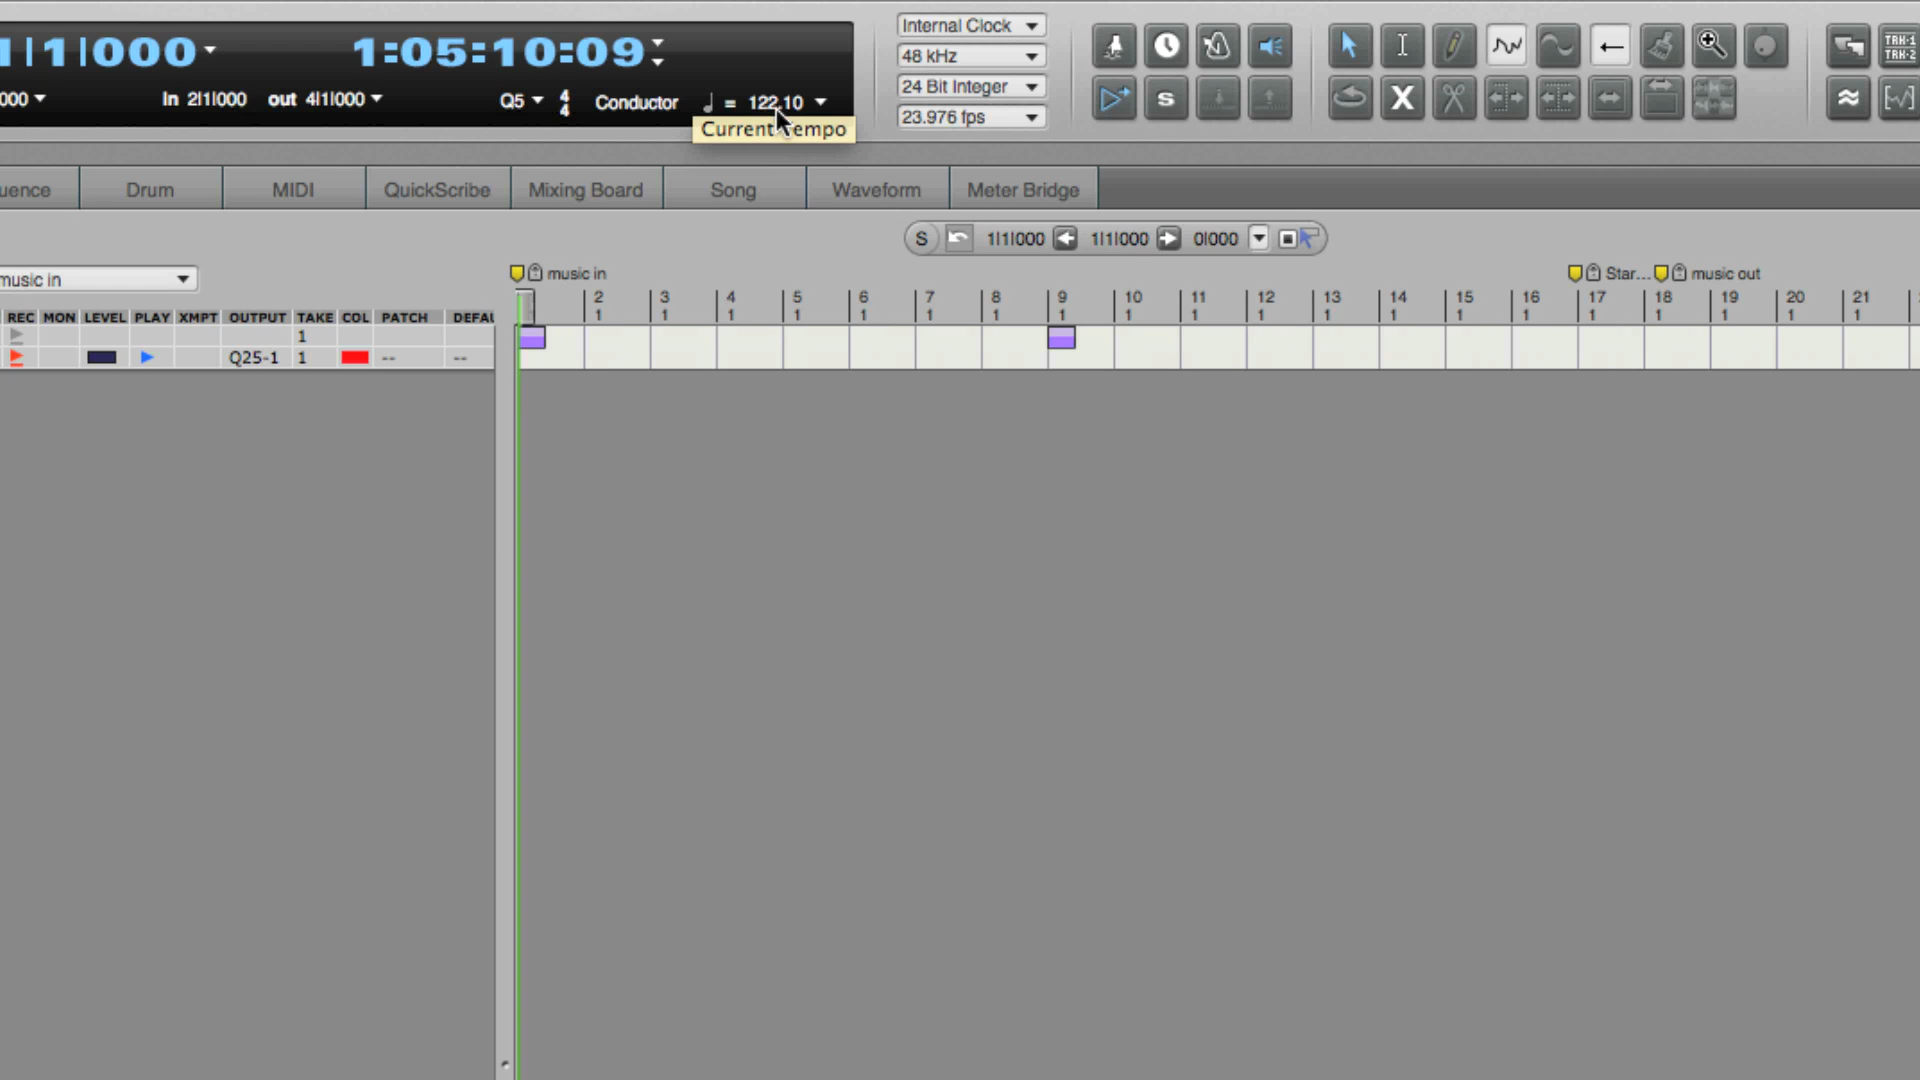 1|1|000 1:05:10:09
000 In 2|1|000 out 4|1|000 Q5 4 4 Conductor ♩ = 122.10
Current Tempo
Internal Clock
48 kHz
24 Bit Integer
23.976 fps
S
X
TRK-1
TRK-2
uence Drum MIDI QuickScribe Mixing Board Song Waveform Meter Bridge
S 1|1|000 1|1|000 0|000
music in
music in Star... music out
2 3 4 5 6 7 8 9 10 11 12 13 14 15 16 17 18 19 20 21
1 1 1 1 1 1 1 1 1 1 1 1 1 1 1 1 1 1 1 1
REC MON LEVEL PLAY XMPT OUTPUT TAKE COL PATCH DEFAU
1
Q25-1 1 -- --